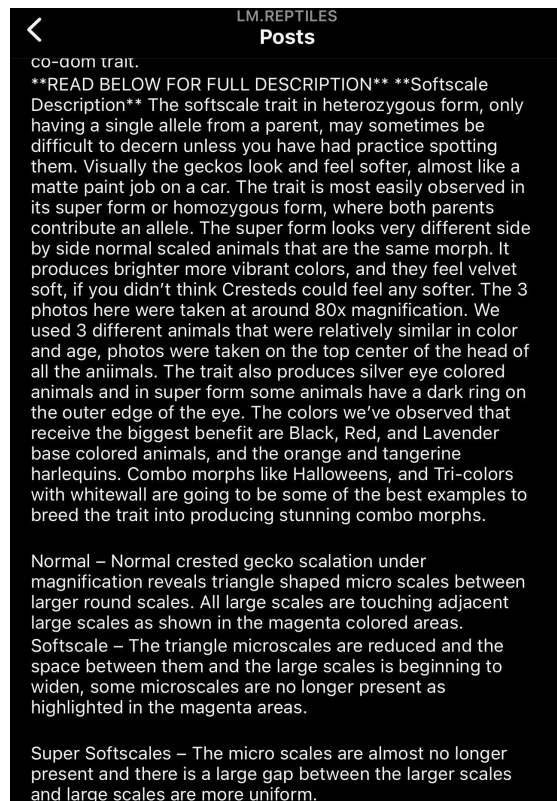 LM.REPTILES
Posts
co-dom trait.
**READ BELOW FOR FULL DESCRIPTION** **Softscale
Description** The softscale trait in heterozygous form, only
having a single allele from a parent, may sometimes be
difficult to decern unless you have had practice spotting
them. Visually the geckos look and feel softer, almost like a
matte paint job on a car. The trait is most easily observed in
its super form or homozygous form, where both parents
contribute an allele. The super form looks very different side
by side normal scaled animals that are the same morph. It
produces brighter more vibrant colors, and they feel velvet
soft, if you didn’t think Cresteds could feel any softer. The 3
photos here were taken at around 80x magnification. We
used 3 different animals that were relatively similar in color
and age, photos were taken on the top center of the head of
all the aniimals. The trait also produces silver eye colored
animals and in super form some animals have a dark ring on
the outer edge of the eye. The colors we’ve observed that
receive the biggest benefit are Black, Red, and Lavender
base colored animals, and the orange and tangerine
harlequins. Combo morphs like Halloweens, and Tri-colors
with whitewall are going to be some of the best examples to
breed the trait into producing stunning combo morphs.
Normal – Normal crested gecko scalation under
magnification reveals triangle shaped micro scales between
larger round scales. All large scales are touching adjacent
large scales as shown in the magenta colored areas.
Softscale – The triangle microscales are reduced and the
space between them and the large scales is beginning to
widen, some microscales are no longer present as
highlighted in the magenta areas.
Super Softscales – The micro scales are almost no longer
present and there is a large gap between the larger scales
and large scales are more uniform.